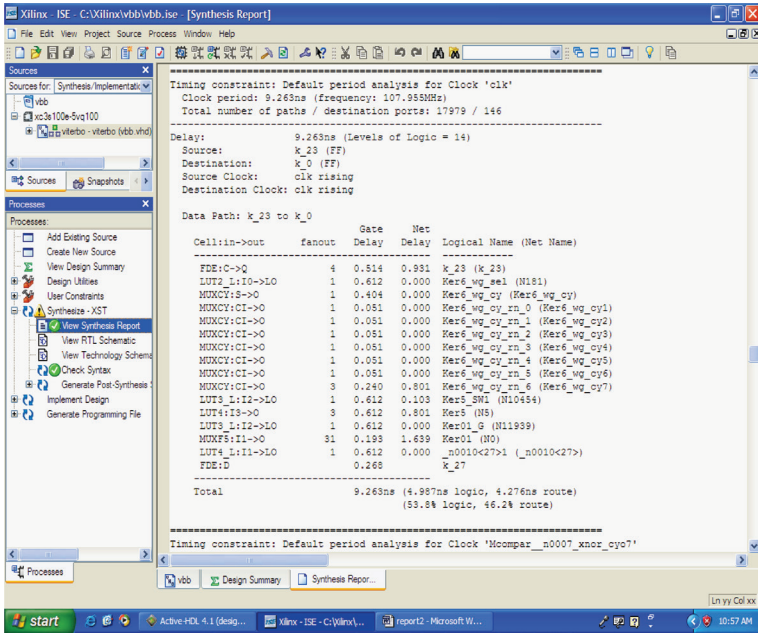 Xilinx - ISE - C:\Xilinx\vbb\vbb.ise - [Synthesis Report]
File Edit View Project Source Process Window Help
Sources
Sources for: Synthesis/Implementatic
vbb
xc3s100e-5vq100
viterbo - viterbo (vbb.vhd)
Sources Snapshots
Processes
Processes:
Add Existing Source
Create New Source
View Design Summary
Design Utilities
User Constraints
Synthesize - XST
View Synthesis Report
View RTL Schematic
View Technology Schema
Check Syntax
Generate Post-Synthesis S
Implement Design
Generate Programming File
Processes
Timing constraint: Default period analysis for Clock 'clk'
Clock period: 9.263ns (frequency: 107.955MHz)
Total number of paths / destination ports: 17979 / 146
Delay: 9.263ns (Levels of Logic = 14)
Source: k_23 (FF)
Destination: k_0 (FF)
Source Clock: clk rising
Destination Clock: clk rising
Data Path: k_23 to k_0
Gate Net
Cell:in->out fanout Delay Delay Logical Name (Net Name)
FDE:C->Q 4 0.514 0.931 k_23 (k_23)
LUT2_L:I0->LO 1 0.612 0.000 Ker6_wg_sel (N181)
MUXCY:S->O 1 0.404 0.000 Ker6_wg_cy (Ker6_wg_cy)
MUXCY:CI->O 1 0.051 0.000 Ker6_wg_cy_rn_0 (Ker6_wg_cy1)
MUXCY:CI->O 1 0.051 0.000 Ker6_wg_cy_rn_1 (Ker6_wg_cy2)
MUXCY:CI->O 1 0.051 0.000 Ker6_wg_cy_rn_2 (Ker6_wg_cy3)
MUXCY:CI->O 1 0.051 0.000 Ker6_wg_cy_rn_3 (Ker6_wg_cy4)
MUXCY:CI->O 1 0.051 0.000 Ker6_wg_cy_rn_4 (Ker6_wg_cy5)
MUXCY:CI->O 1 0.051 0.000 Ker6_wg_cy_rn_5 (Ker6_wg_cy6)
MUXCY:CI->O 3 0.240 0.801 Ker6_wg_cy_rn_6 (Ker6_wg_cy7)
LUT3_L:I2->LO 1 0.612 0.103 Ker5_SW1 (N10454)
LUT4:I3->O 3 0.612 0.801 Ker5 (N5)
LUT3_L:I2->LO 1 0.612 0.000 Ker01_G (N11939)
MUXF5:I1->O 31 0.193 1.639 Ker01 (N0)
LUT4_L:I1->LO 1 0.612 0.000 _n0010<27>1 (_n0010<27>)
FDE:D 0.268 k_27
Total 9.263ns (4.987ns logic, 4.276ns route)
(53.8% logic, 46.2% route)
Timing constraint: Default period analysis for Clock 'Mcompar__n0007_xnor_cyo7'
vbb Design Summary Synthesis Repor...
Ln yy Col xx
start Active-HDL 4.1 (desig... Xilinx - ISE - C:\Xilinx\... report2 - Microsoft W... 10:57 AM